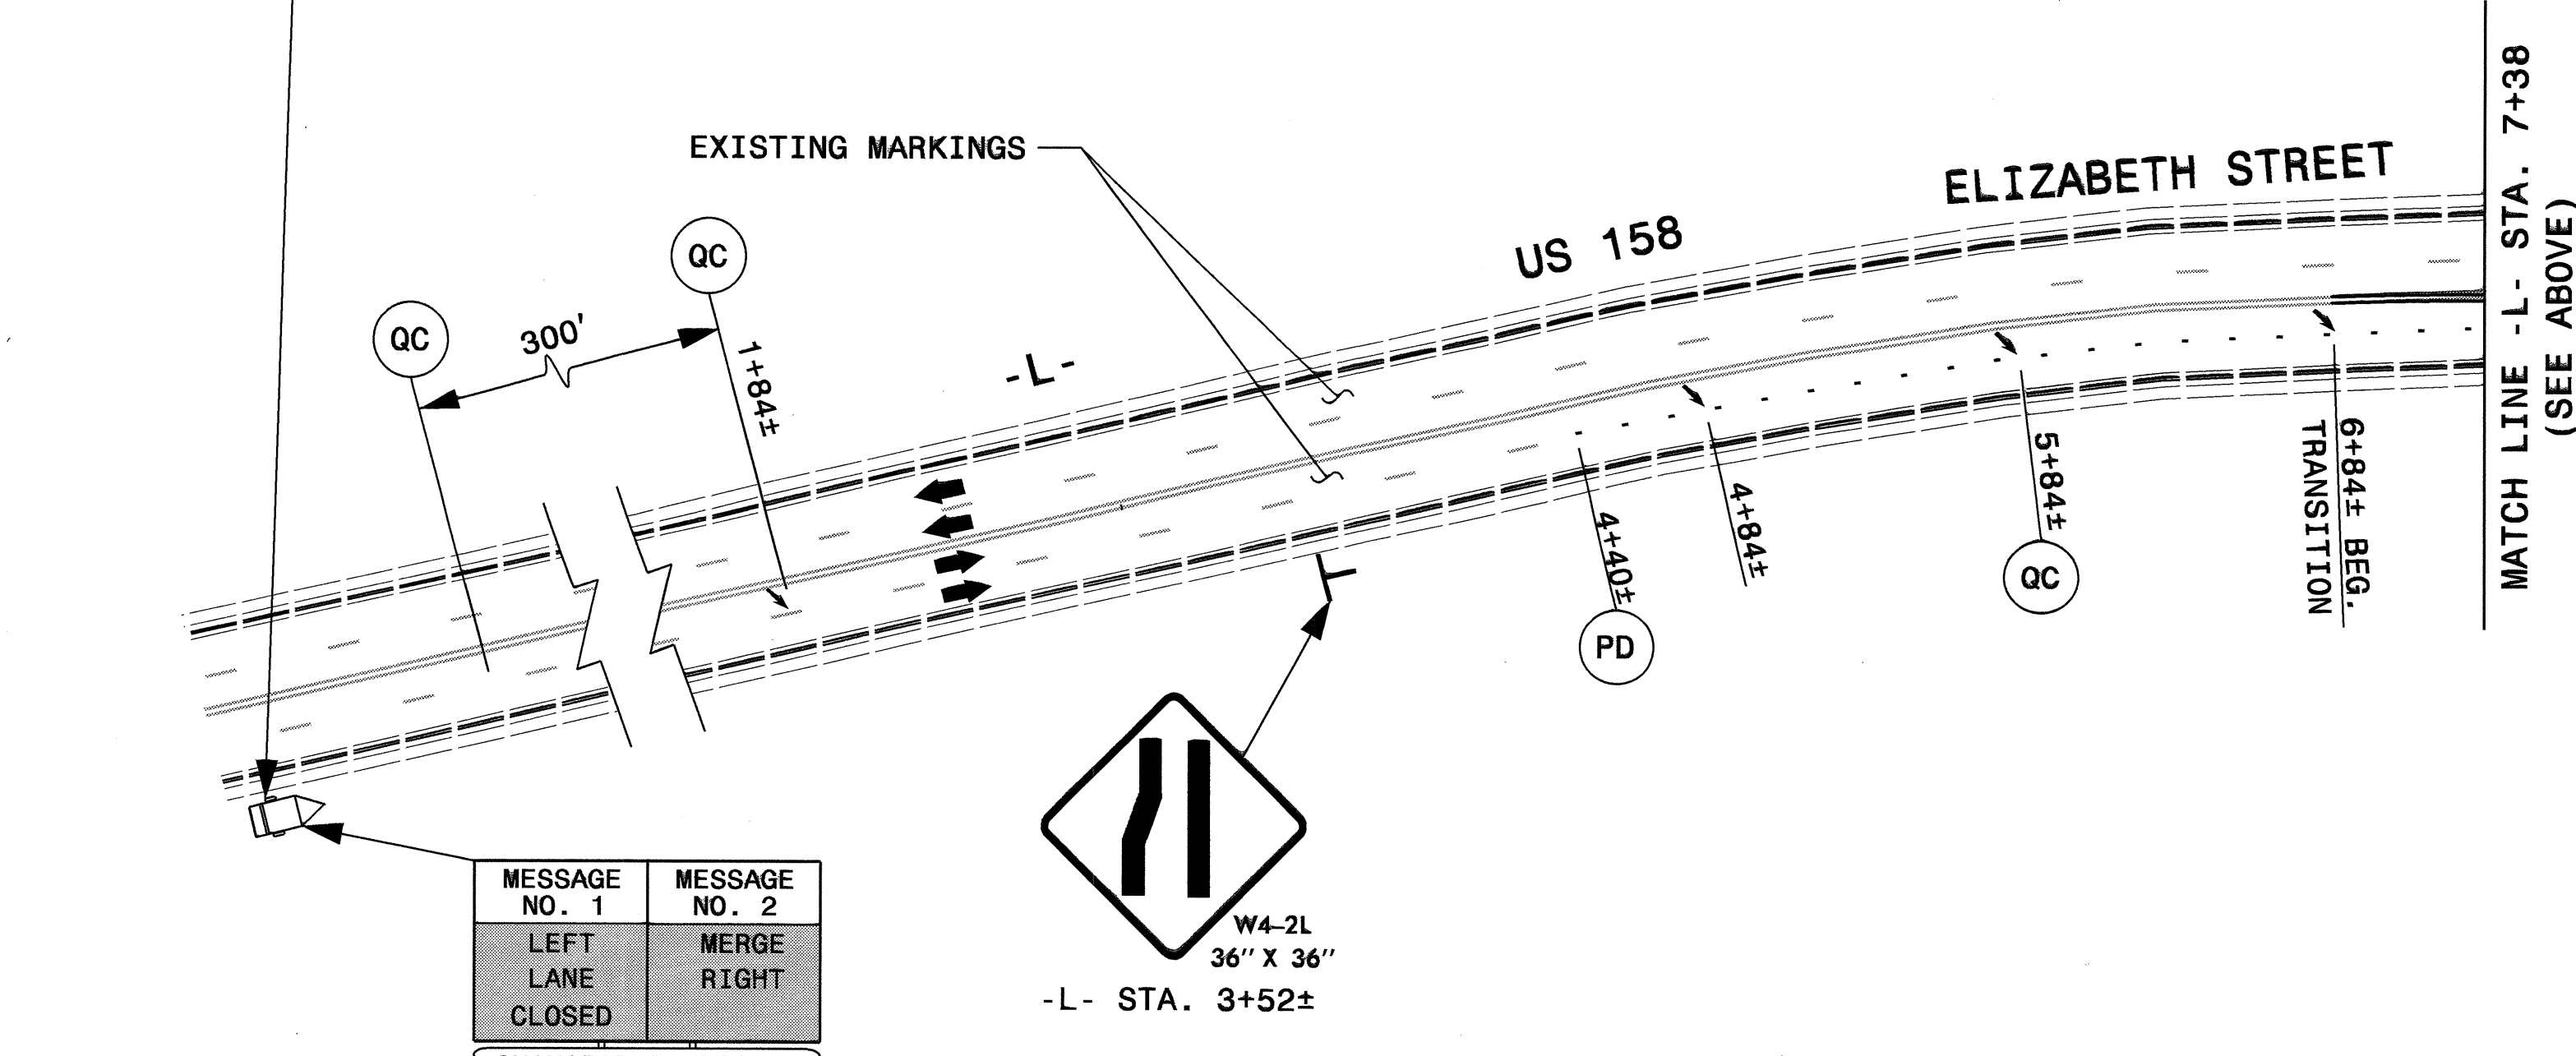 EXISTING MARKINGS
ELIZABETH STREET
US 158
MATCH LINE -L- STA. 7+38
(SEE ABOVE)
QC
QC
300'
1+84±
-L-
4+40±
PD
4+84±
5+84±
QC
6+84± BEG.
TRANSITION
MESSAGE NO. 1
MESSAGE NO. 2
LEFT
LANE
CLOSED
MERGE
RIGHT
W4-2L
36" X 36"
-L- STA. 3+52±